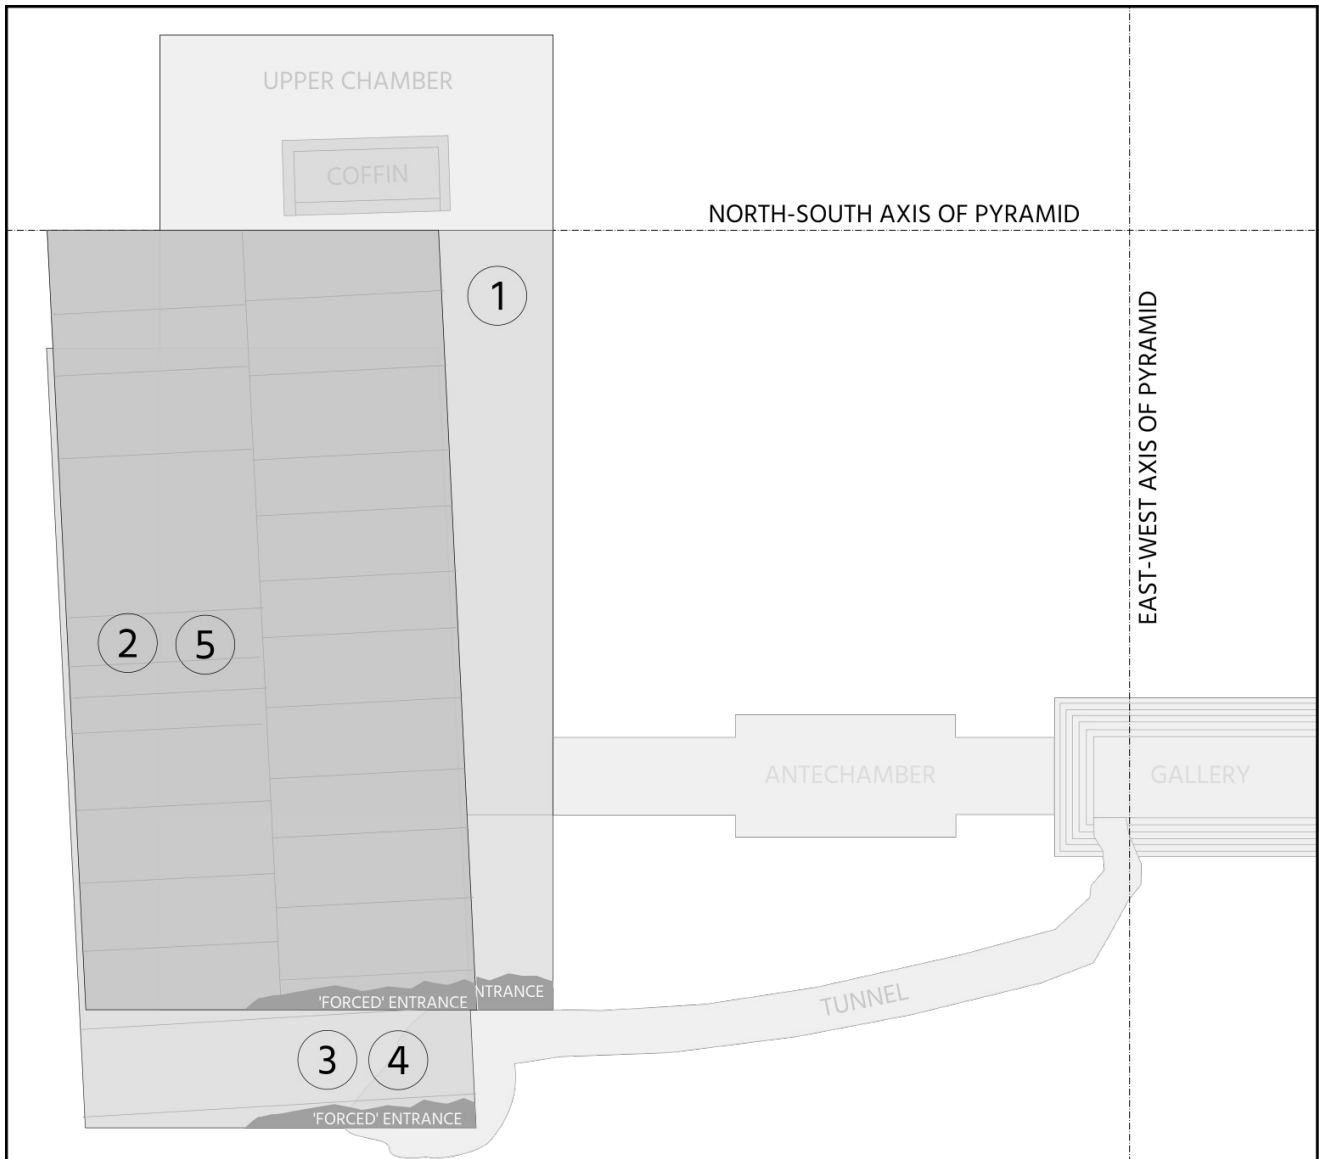 UPPER CHAMBER
COFFIN
NORTH-SOUTH AXIS OF PYRAMID
1
EAST-WEST AXIS OF PYRAMID
2 5
ANTECHAMBER
GALLERY
'FORCED' ENTRANCE
NTRANCE
TUNNEL
3 4
'FORCED' ENTRANCE